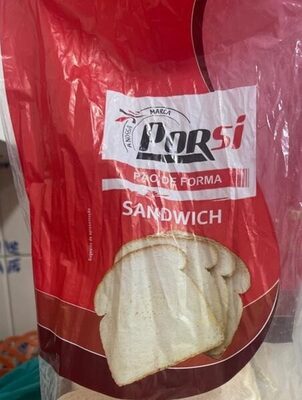 A NOSSA MARCA
PORSI
PÃO DE FORMA
SANDWICH